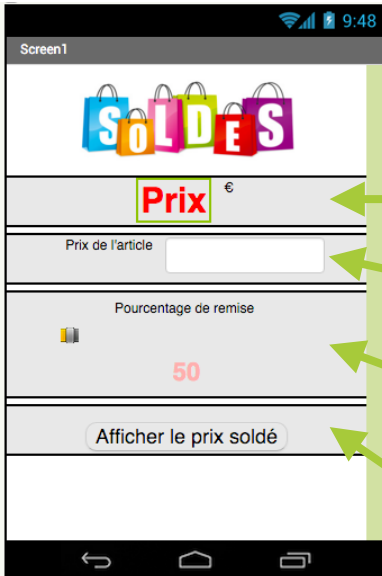 9:48
Screen1
SOLDES
Prix €
Prix de l'article
Pourcentage de remise
50
Afficher le prix soldé